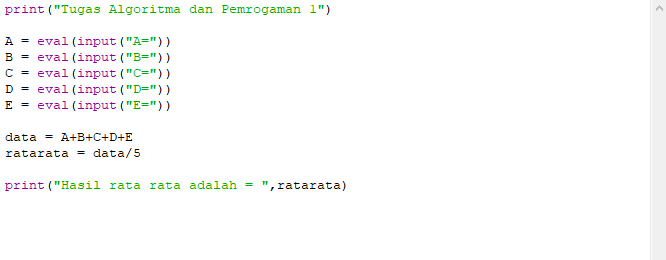 print("Tugas Algoritma dan Pemrogaman 1")
A = eval(input("A="))
B = eval(input("B="))
C = eval(input("C="))
D = eval(input("D="))
E = eval(input("E="))
data = A+B+C+D+E
ratarata = data/5
print("Hasil rata rata adalah = ",ratarata)